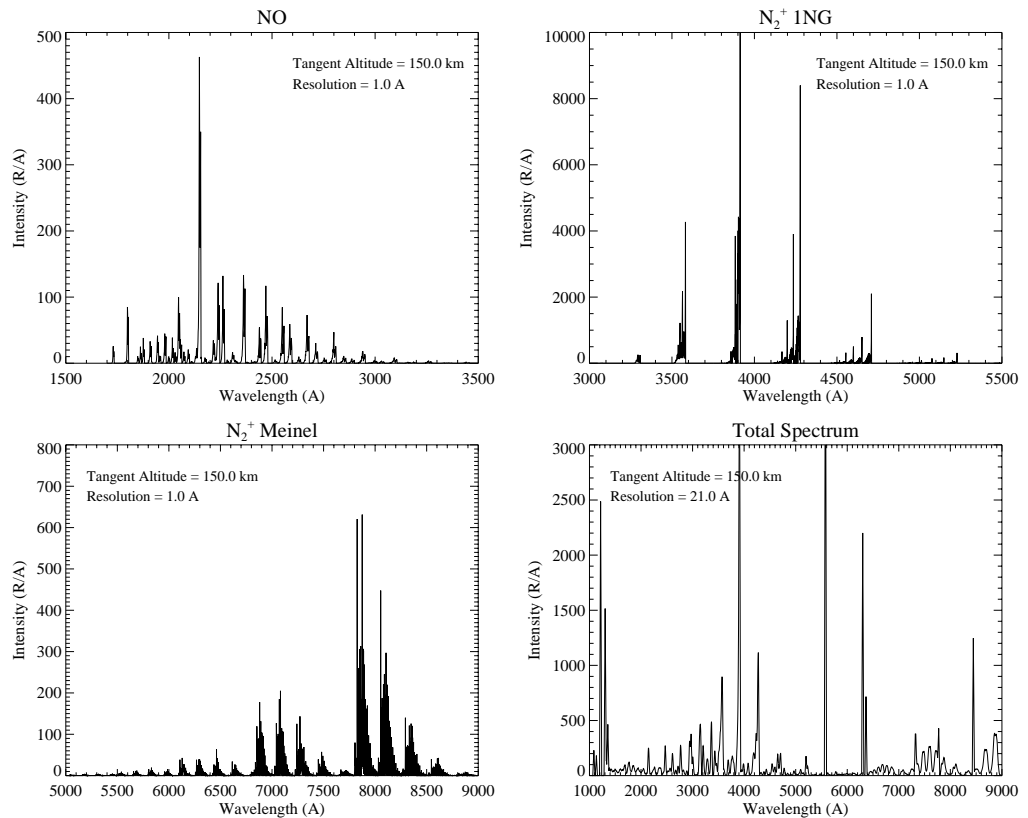 NO
Tangent Altitude = 150.0 km
Resolution = 1.0 A
Intensity (R/A)
500
400
300
200
100
0
1500 2000 2500 3000 3500
Wavelength (A)
N₂⁺ 1NG
Tangent Altitude = 150.0 km
Resolution = 1.0 A
Intensity (R/A)
10000
8000
6000
4000
2000
0
3000 3500 4000 4500 5000 5500
Wavelength (A)
N₂⁺ Meinel
Tangent Altitude = 150.0 km
Resolution = 1.0 A
Intensity (R/A)
800
700
600
500
400
300
200
100
0
5000 5500 6000 6500 7000 7500 8000 8500 9000
Wavelength (A)
Total Spectrum
Tangent Altitude = 150.0 km
Resolution = 21.0 A
Intensity (R/A)
3000
2500
2000
1500
1000
500
0
1000 2000 3000 4000 5000 6000 7000 8000 9000
Wavelength (A)